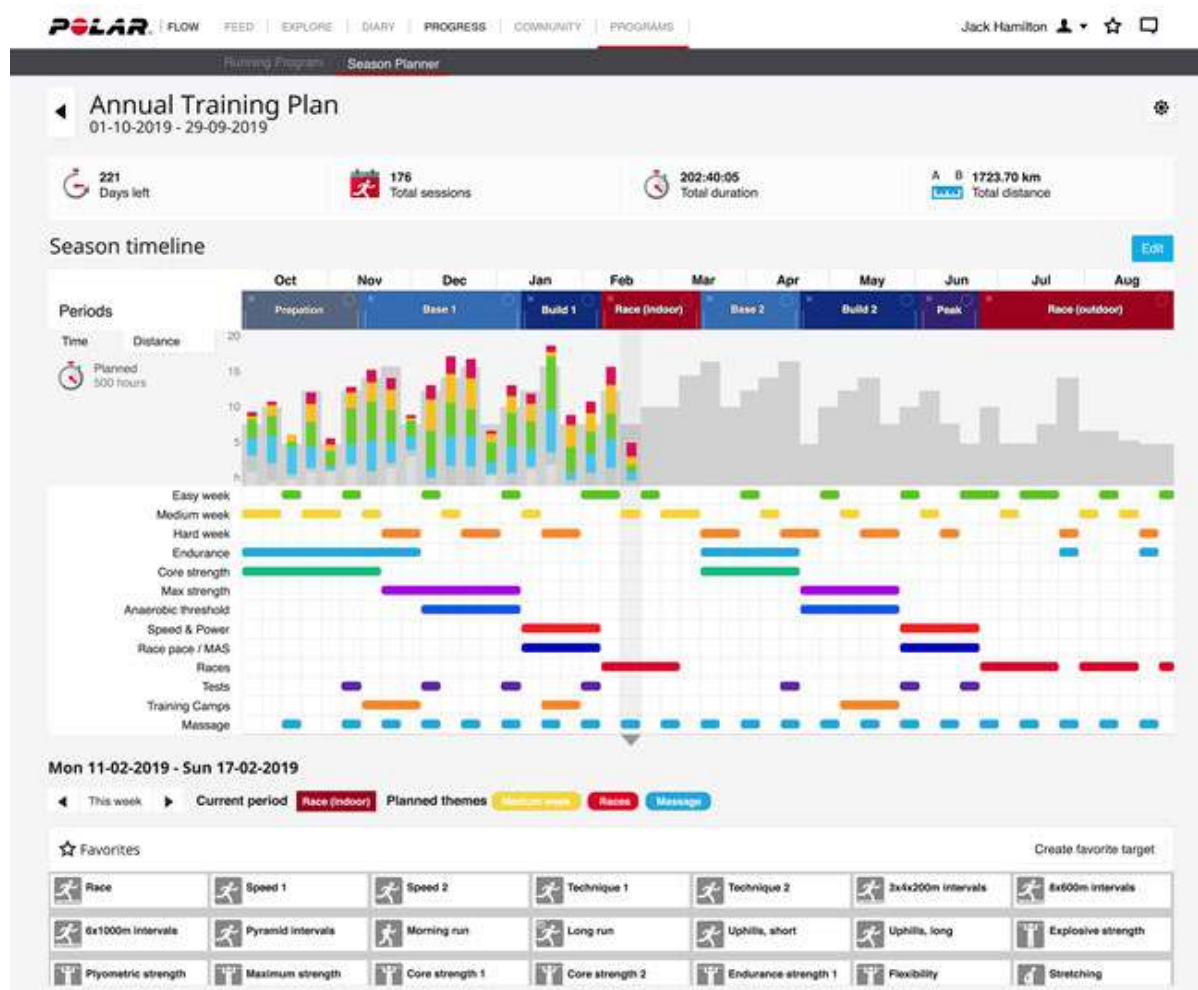 POLAR. FLOW FEED EXPLORE DIARY PROGRESS COMMUNITY PROGRAMS Jack Hamilton
Running Program Season Planner
Annual Training Plan
01-10-2019 - 29-09-2019
221 176 202:40:05 A B 1723.70 km
Days left Total sessions Total duration Total distance
Season timeline Edit
Oct Nov Dec Jan Feb Mar Apr May Jun Jul Aug
Periods Prepation Base 1 Build 1 Race (indoor) Base 2 Build 2 Peak Race (outdoor)
Time Distance 20
Planned 15
500 hours
10
5
h
Easy week
Medium week
Hard week
Endurance
Core strength
Max strength
Anaerobic threshold
Speed & Power
Race pace / MAS
Races
Tests
Training Camps
Massage
Mon 11-02-2019 - Sun 17-02-2019
This week Current period Race (indoor) Planned themes Medium week Races Massage
Favorites Create favorite target
Race Speed 1 Speed 2 Technique 1 Technique 2 3x4x200m intervals 8x600m intervals
6x1000m intervals Pyramid intervals Morning run Long run Uphills, short Uphills, long Explosive strength
Plyometric strength Maximum strength Core strength 1 Core strength 2 Endurance strength 1 Flexibility Stretching